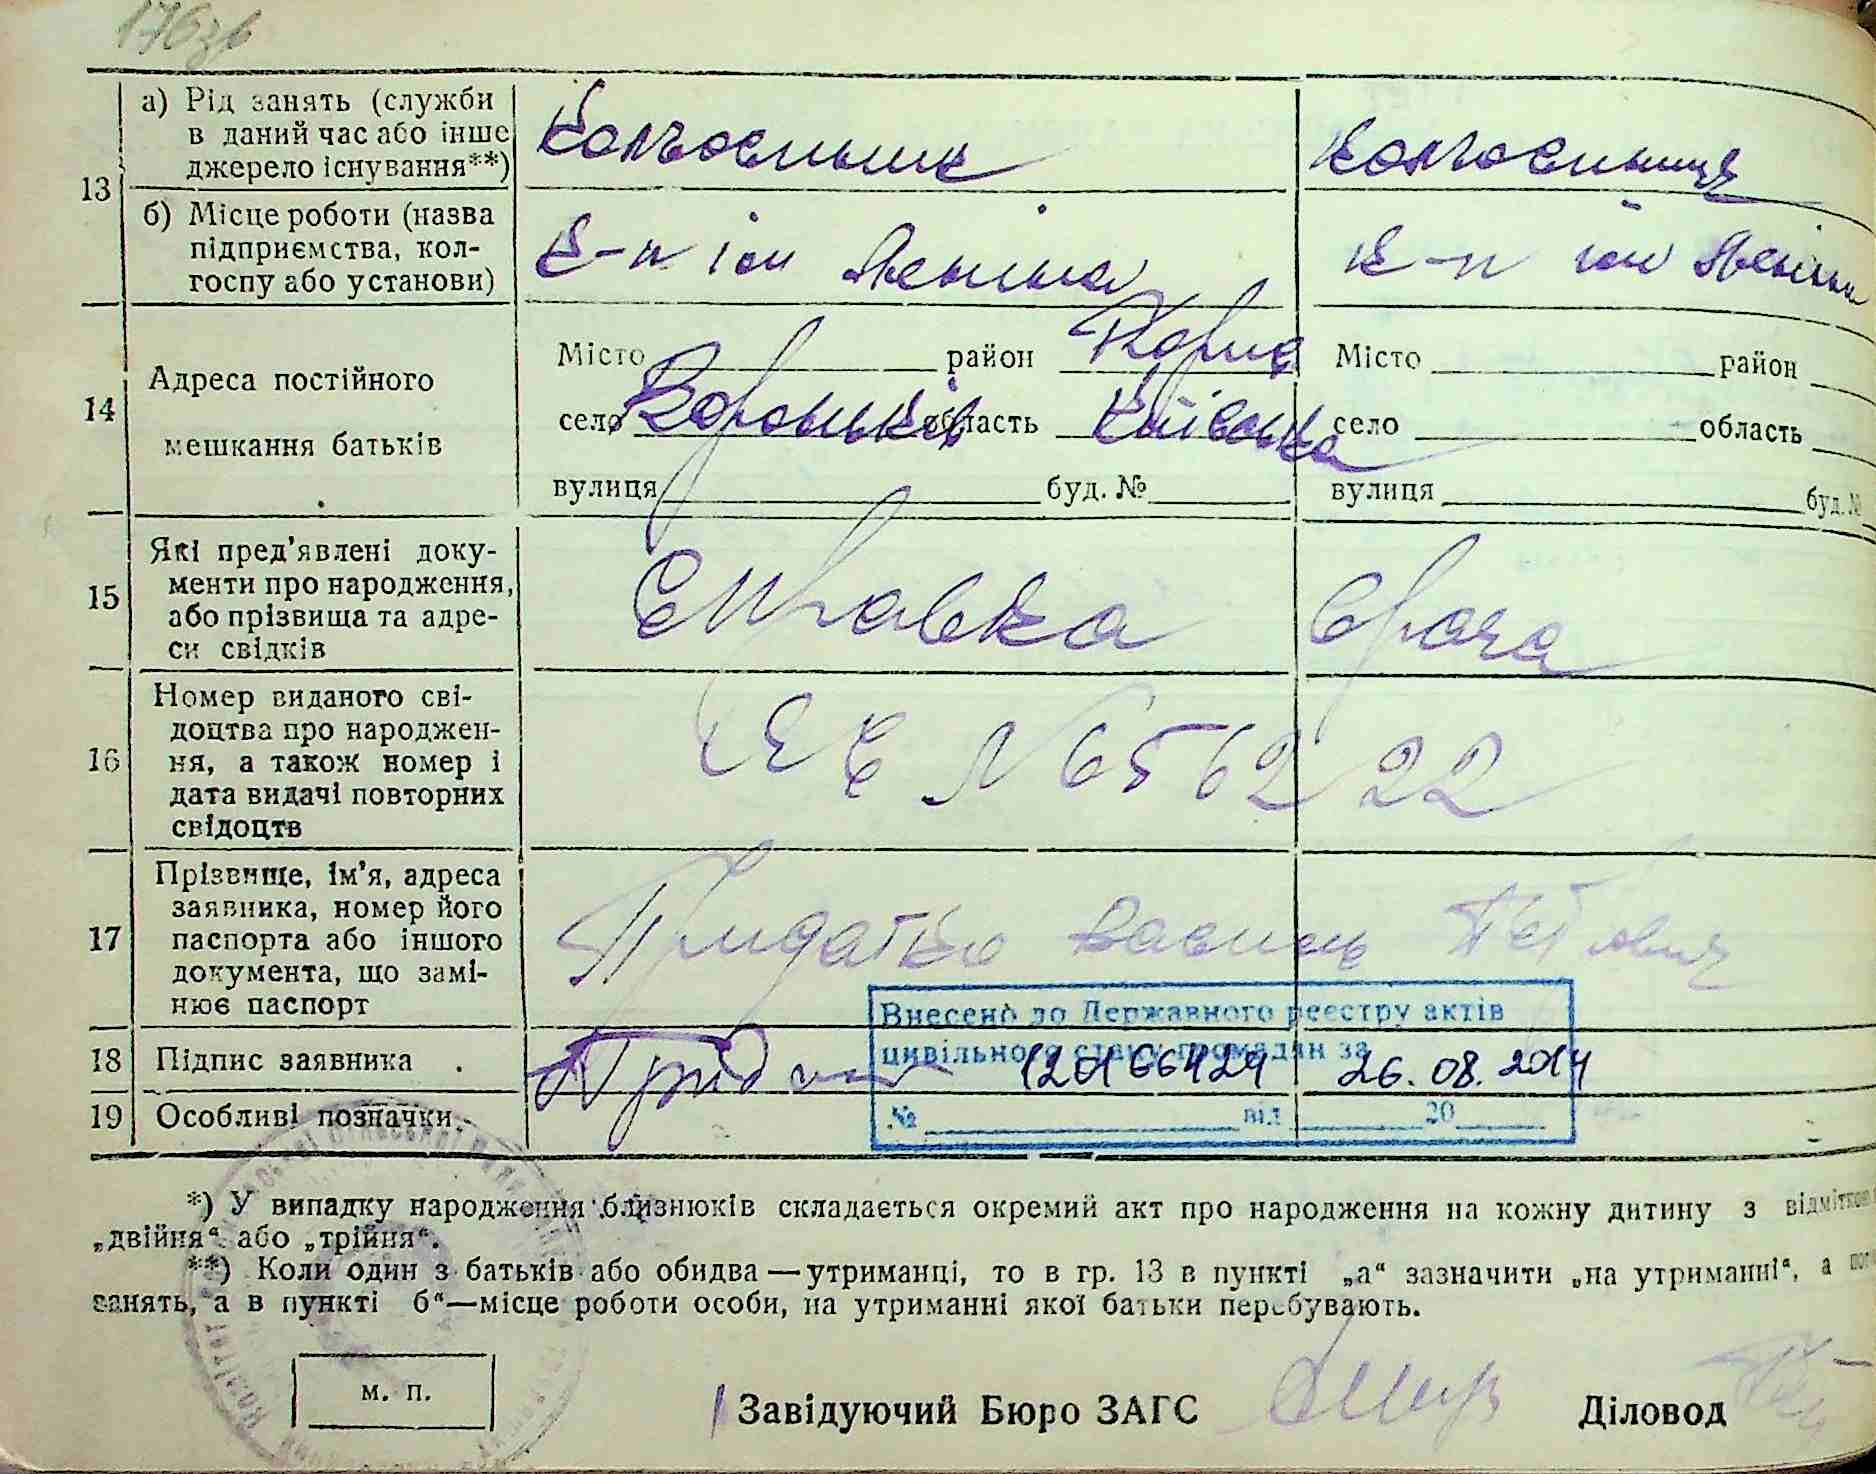 176зв
13 а) Рід занять (служби
в даний час або інше
джерело існування**)
Колгоспник
Колгоспниця
б) Місце роботи (назва
підприємства, кол-
госпу або установи)
К-п ім Леніна
К-п ім Леніна
14 Адреса постійного
мешкання батьків
Місто район
село Вороньків область Київська
вулиця буд. №
Місто район
село область
вулиця буд. №
15 Які пред’явлені доку-
менти про народження,
або прізвища та адре-
си свідків
Справка врача
16 Номер виданого сві-
доцтва про народжен-
ня, а також номер і
дата видачі повторних
свідоцтв
N 656222
17 Прізвище, ім’я, адреса
заявника, номер його
паспорта або іншого
документа, що замі-
нює паспорт
Придатко Василь
Внесено до Державного реєстру актів
цивільного стану громадян за
№ 120166429 від 26.08.2014 20
18 Підпис заявника
19 Особливі позначки.
*) У випадку народження близнюків складається окремий акт про народження на кожну дитину з відміткою
„двійня“ або „трійня“.
**) Коли один з батьків або обидва — утриманці, то в гр. 13 в пункті „а“ зазначити „на утриманні“, а
занять, а в пункті б“—місце роботи особи, на утриманні якої батьки перебувають.
м. п.
Завідуючий Бюро ЗАГС
Діловод